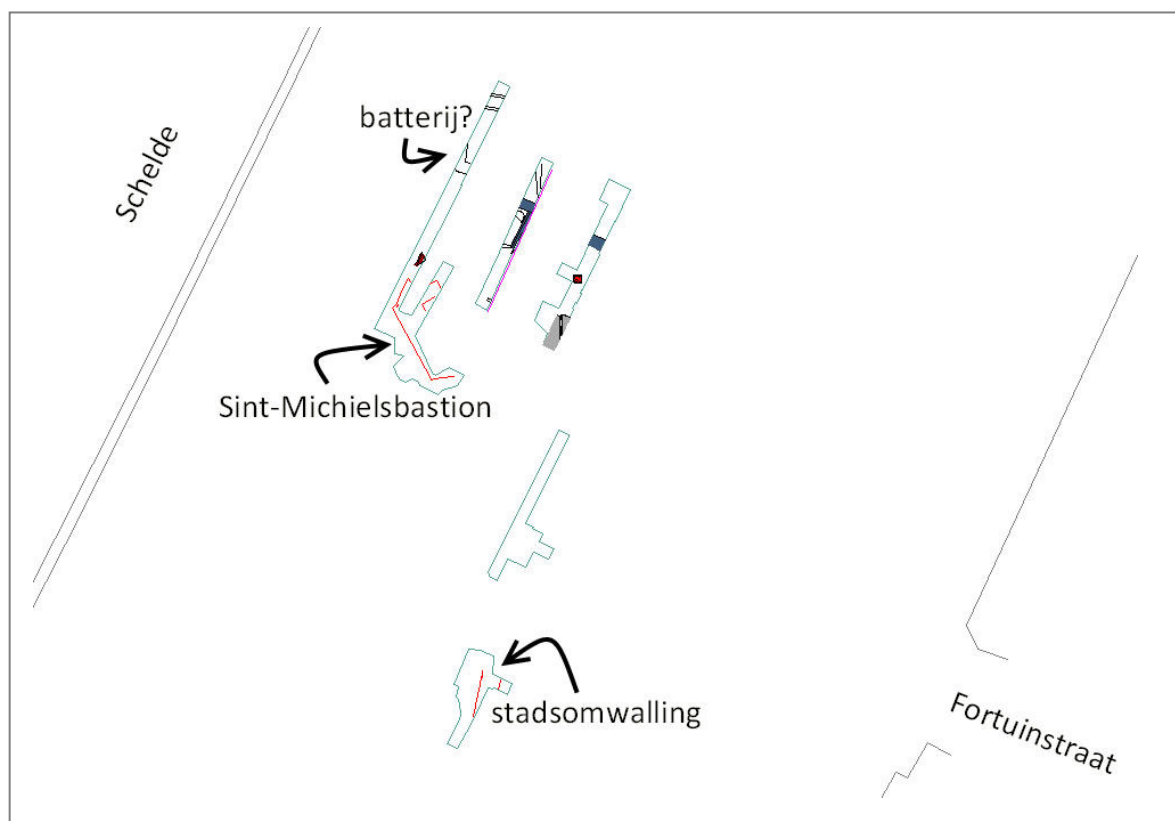 batterij?
Schelde
Sint-Michielsbastion
stadsomwalling
Fortuinstraat